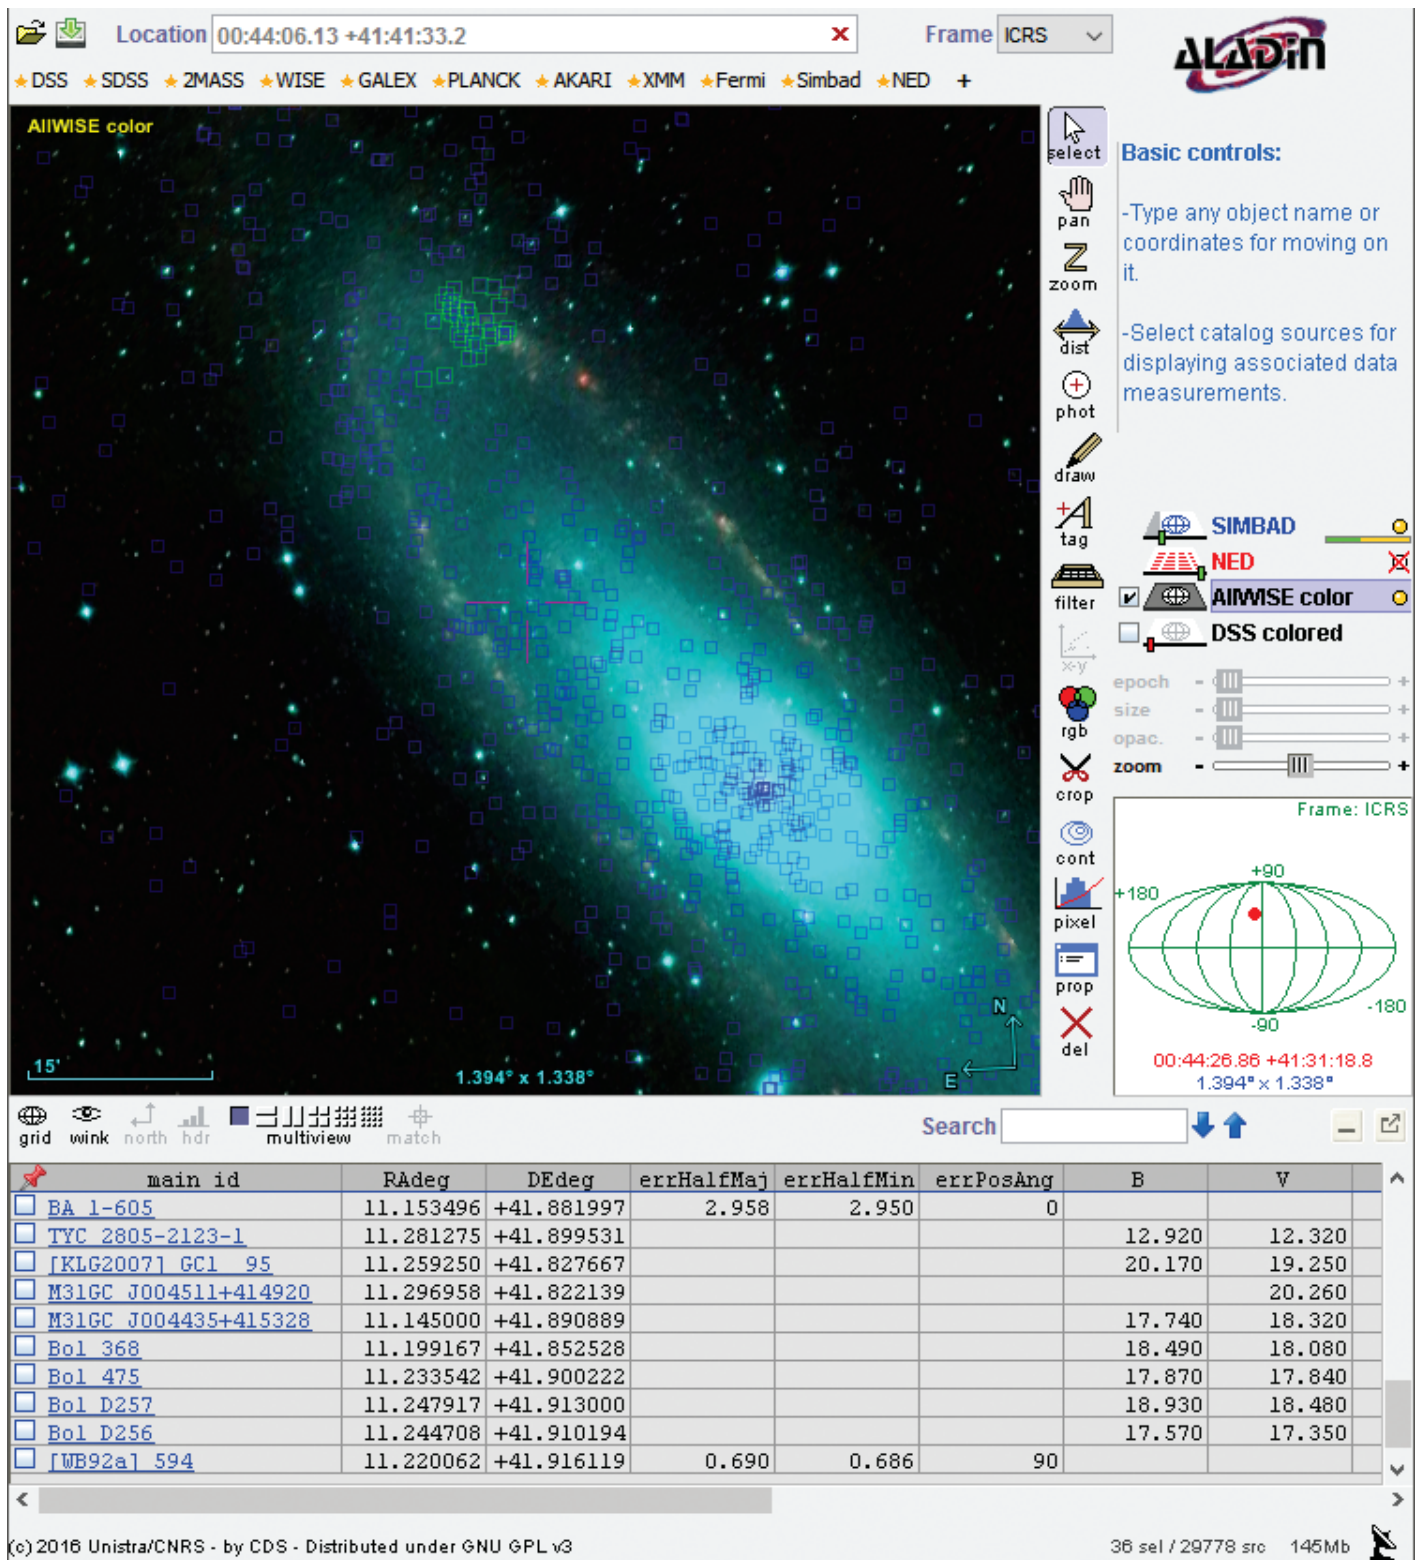 Location 00:44:06.13 +41:41:33.2 Frame ICRS
ALADiN
DSS SDSS 2MASS WISE GALEX PLANCK AKARI XMM Fermi Simbad NED +
AllWISE color
select
pan
zoom
dist
phot
draw
tag
filter
x-y
rgb
crop
cont
pixel
prop
del
Basic controls:
-Type any object name or
coordinates for moving on
it.
-Select catalog sources for
displaying associated data
measurements.
SIMBAD
NED
AllWISE color
DSS colored
epoch - +
size - +
opac. - +
zoom - +
Frame: ICRS
+90
+180
-180
-90
00:44:26.86 +41:31:18.8
1.394° x 1.338°
N
E
15'
1.394° x 1.338°
grid wink north hdr multiview match
Search
main id RAdeg DEdeg errHalfMaj errHalfMin errPosAng B V
BA 1-605 11.153496 +41.881997 2.958 2.950 0
TYC 2805-2123-1 11.281275 +41.899531 12.920 12.320
[KLG2007] GCl 95 11.259250 +41.827667 20.170 19.250
M31GC J004511+414920 11.296958 +41.822139 20.260
M31GC J004435+415328 11.145000 +41.890889 17.740 18.320
Bol 368 11.199167 +41.852528 18.490 18.080
Bol 475 11.233542 +41.900222 17.870 17.840
Bol D257 11.247917 +41.913000 18.930 18.480
Bol D256 11.244708 +41.910194 17.570 17.350
[WB92a] 594 11.220062 +41.916119 0.690 0.686 90
(c) 2016 Unistra/CNRS - by CDS - Distributed under GNU GPL v3 36 sel / 29778 src 145Mb